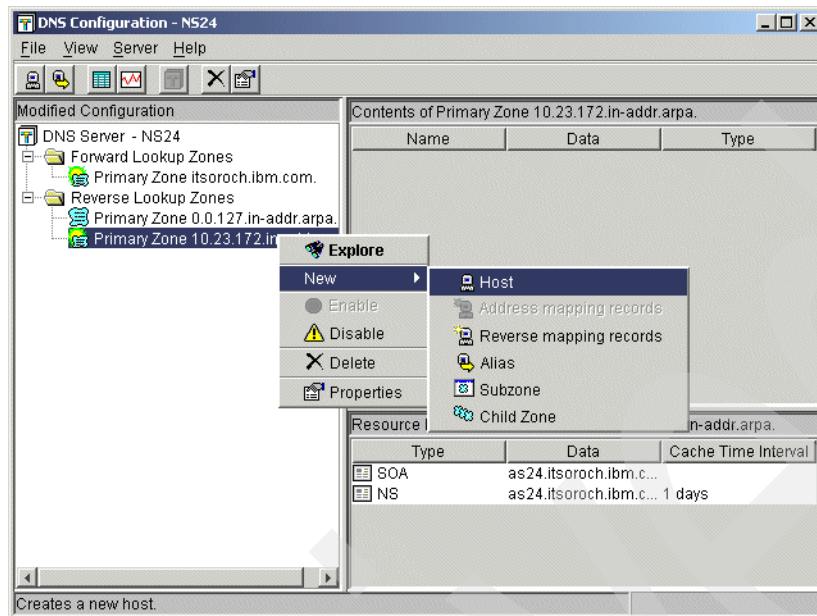 DNS Configuration - NS24
File View Server Help
Modified Configuration
DNS Server - NS24
Forward Lookup Zones
Primary Zone itsoroch.ibm.com.
Reverse Lookup Zones
Primary Zone 0.0.127.in-addr.arpa.
Primary Zone 10.23.172.in
Contents of Primary Zone 10.23.172.in-addr.arpa.
Name Data Type
Explore
New
Enable
Disable
Delete
Properties
Host
Address mapping records
Reverse mapping records
Alias
Subzone
Child Zone
Resource n-addr.arpa.
Type Data Cache Time Interval
SOA as24.itsoroch.ibm.c...
NS as24.itsoroch.ibm.c... 1 days
Creates a new host.